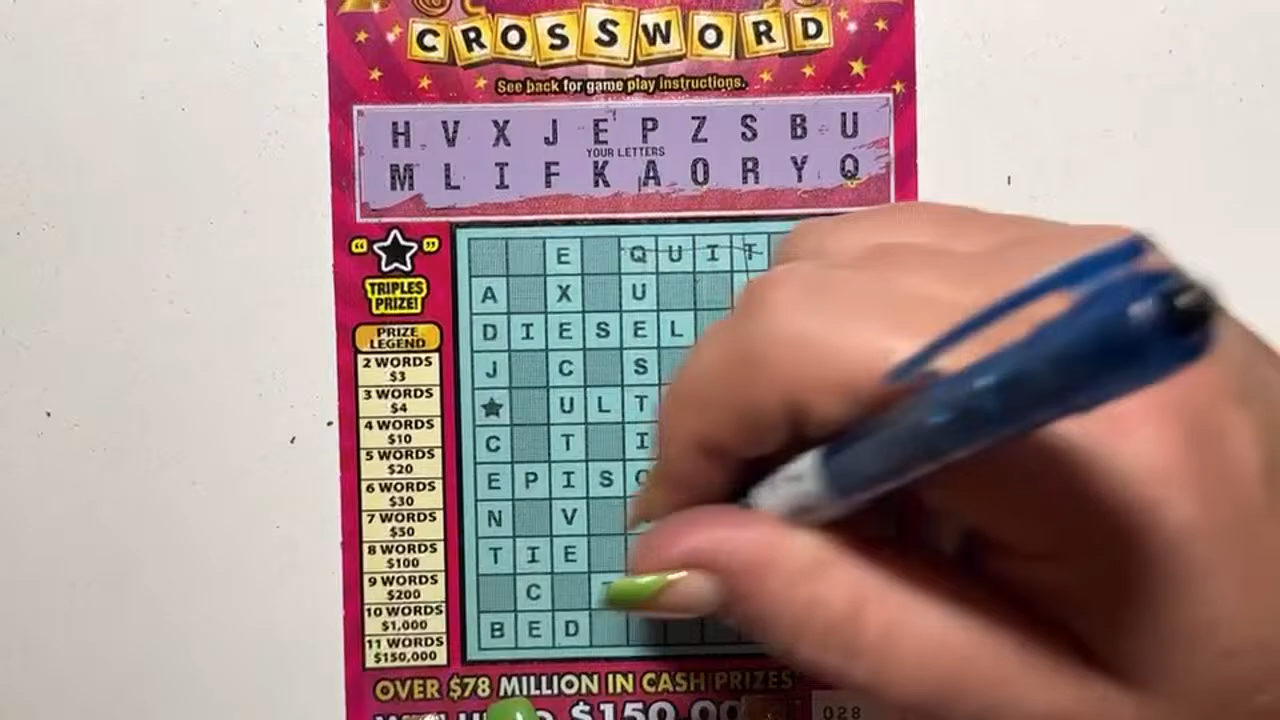 CROSSWORD
See back for game play instructions.
H V X J E P Z S B U
YOUR LETTERS
M L I F K A O R Y Q
“ ”
TRIPLES
PRIZE!
PRIZE
LEGEND
2 WORDS
$3
3 WORDS
$4
4 WORDS
$10
5 WORDS
$20
6 WORDS
$30
7 WORDS
$50
8 WORDS
$100
9 WORDS
$200
10 WORDS
$1,000
11 WORDS
$150,000
E Q U I T
A X U
D I E S E L
J C S
U L T
C T I
E P I S O
N V
T I E
C
B E D
OVER $78 MILLION IN CASH PRIZES
028